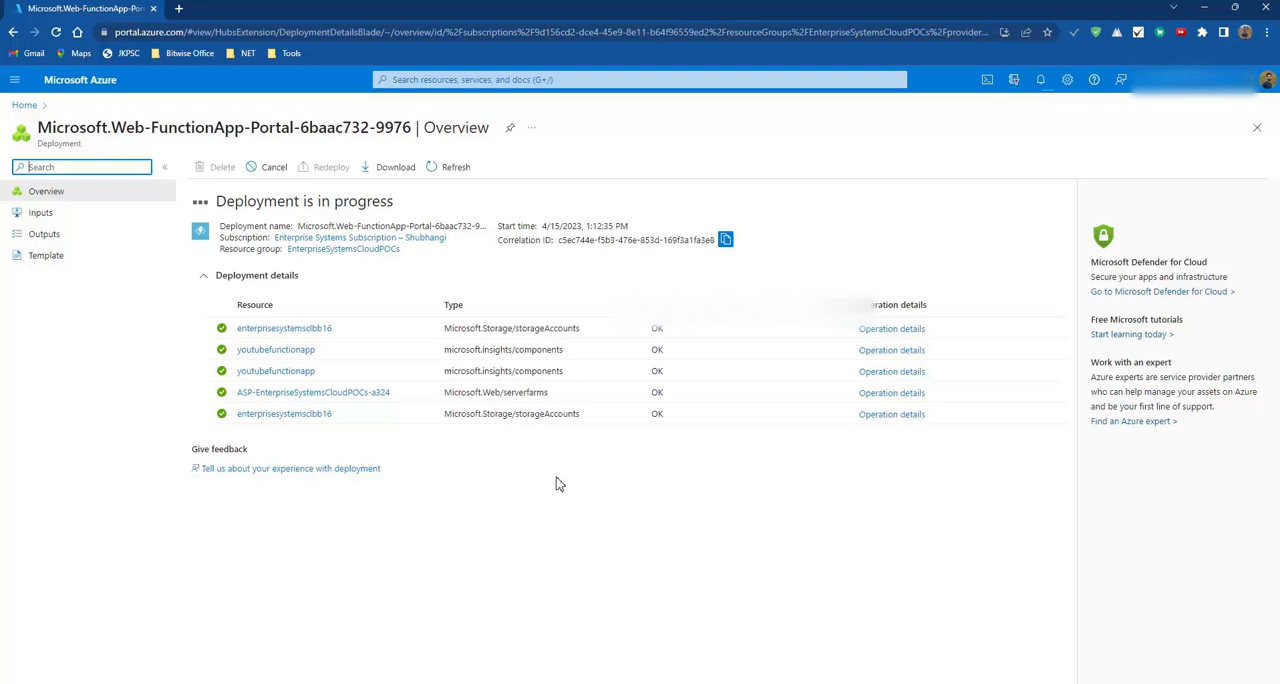 Microsoft.Web-FunctionApp-Port
portal.azure.com/#view/HubsExtension/DeploymentDetailsBlade/~/overview/id/%2Fsubscriptions%2F9d156cd2-dce4-45e9-8e11-b64f96559ed2%2FresourceGroups%2FEnterpriseSystemsCloudPOCs%2Fprovider...
Gmail Maps JKPSC Bitwise Office NET Tools
Microsoft Azure Search resources, services, and docs (G+/)
Home >
Microsoft.Web-FunctionApp-Portal-6baac732-9976 | Overview ...
Deployment
Search «
Delete Cancel Redeploy Download Refresh
Overview
Inputs
Outputs
Template
Deployment is in progress
Deployment name: Microsoft.Web-FunctionApp-Portal-6baac732-9...
Subscription: Enterprise Systems Subscription – Shubhangi
Resource group: EnterpriseSystemsCloudPOCs
Start time: 4/15/2023, 1:12:35 PM
Correlation ID: c5ec744e-f5b3-476e-853d-169f3a1fa3e8
Deployment details
Resource Type eration details
enterprisesystemsclbb16 Microsoft.Storage/storageAccounts OK Operation details
youtubefunctionapp microsoft.insights/components OK Operation details
youtubefunctionapp microsoft.insights/components OK Operation details
ASP-EnterpriseSystemsCloudPOCs-a324 Microsoft.Web/serverfarms OK Operation details
enterprisesystemsclbb16 Microsoft.Storage/storageAccounts OK Operation details
Give feedback
Tell us about your experience with deployment
Microsoft Defender for Cloud
Secure your apps and infrastructure
Go to Microsoft Defender for Cloud >
Free Microsoft tutorials
Start learning today >
Work with an expert
Azure experts are service provider partners
who can help manage your assets on Azure
and be your first line of support.
Find an Azure expert >